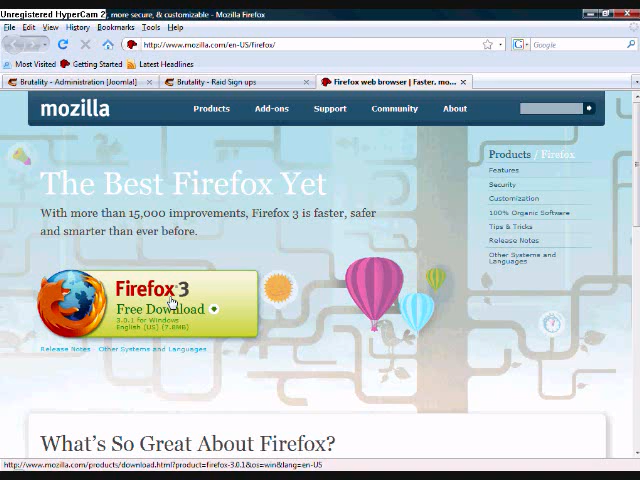 Unregistered HyperCam 2, more secure, & customizable - Mozilla Firefox
File Edit View History Bookmarks Tools Help
http://www.mozilla.com/en-US/firefox/
G Google
Most Visited Getting Started Latest Headlines
Brutality - Administration [Joomla!] Brutality - Raid Sign ups Firefox web browser | Faster, mo...
mozilla Products Add-ons Support Community About
Products / Firefox
Features
Security
Customization
100% Organic Software
Tips & Tricks
Release Notes
Other Systems and
Languages
The Best Firefox Yet
With more than 15,000 improvements, Firefox 3 is faster, safer
and smarter than ever before.
Firefox 3
Free Download
3.0.1 for Windows
English (US) (7.8MB)
Release Notes Other Systems and Languages
What's So Great About Firefox?
http://www.mozilla.com/products/download.html?product=firefox-3.0.1&os=win&lang=en-US